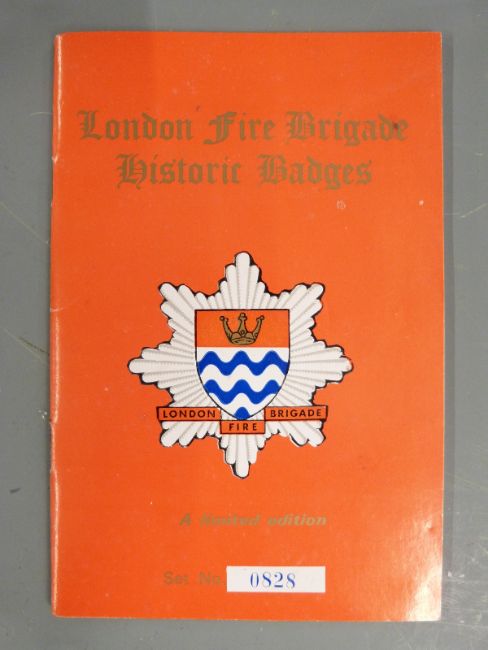 London Fire Brigade
Historic Badges
LONDON BRIGADE
FIRE
A limited edition
Set No. 0828